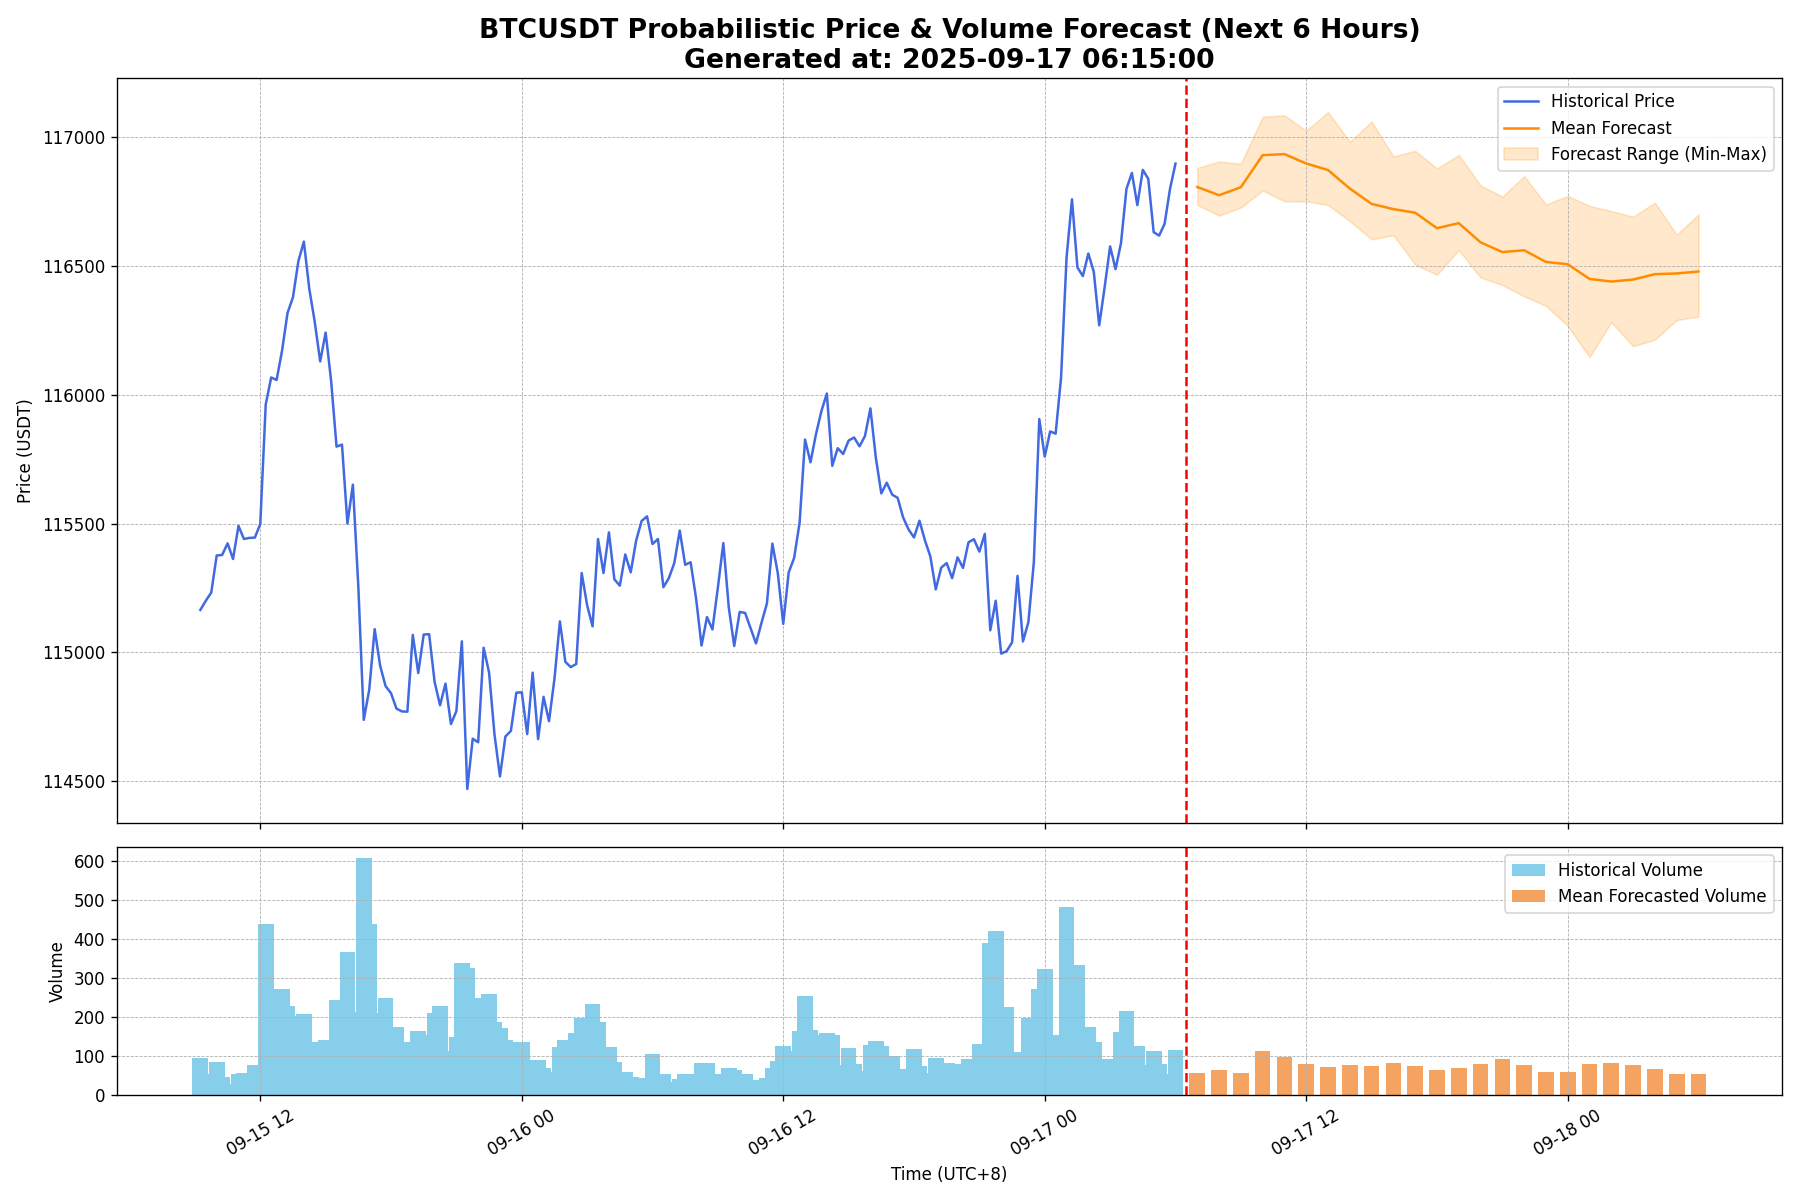 BTCUSDT Probabilistic Price & Volume Forecast (Next 6 Hours)
Generated at: 2025-09-17 06:15:00
Historical Price
Mean Forecast
Forecast Range (Min-Max)
Price (USDT)
117000
116500
116000
115500
115000
114500
Historical Volume
Mean Forecasted Volume
Volume
600
500
400
300
200
100
0
09-15 12
09-16 00
09-16 12
09-17 00
09-17 12
09-18 00
Time (UTC+8)